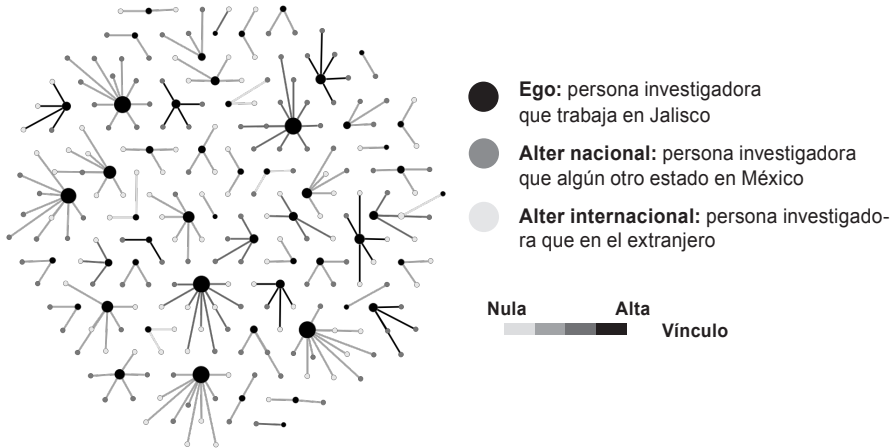 Ego: persona investigadora
que trabaja en Jalisco
Alter nacional: persona investigadora
que algún otro estado en México
Alter internacional: persona investigado-
ra que en el extranjero
Nula Alta
Vínculo